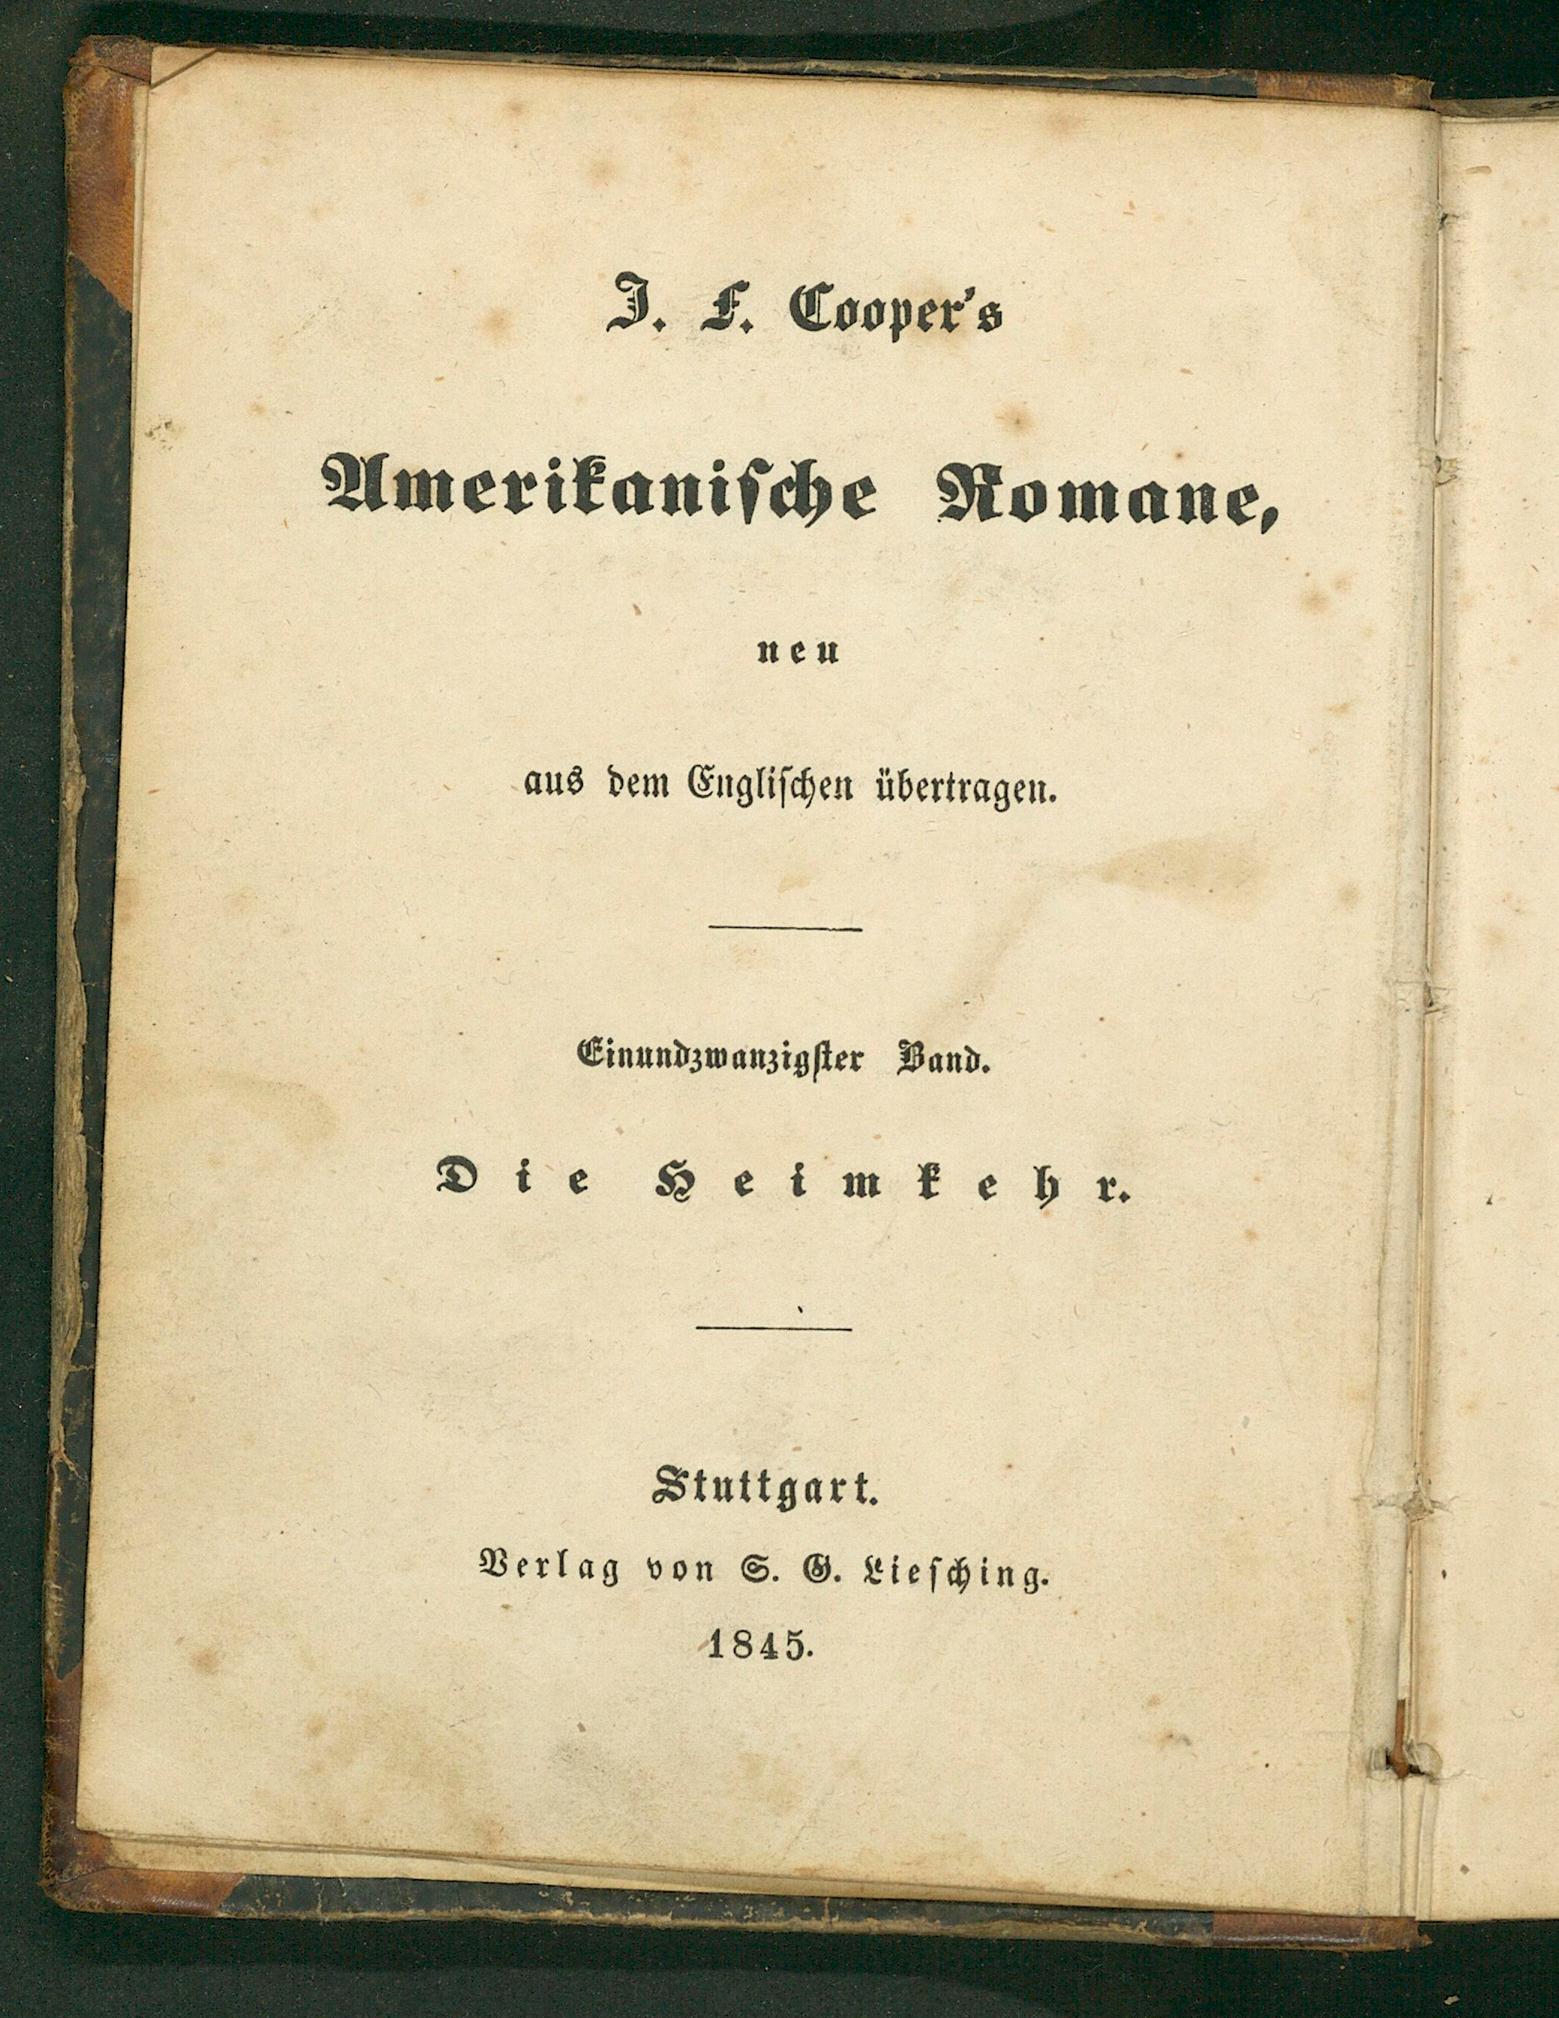 J. F. Cooper's
Amerikaniſche Romane,
neu
aus dem Engliſchen übertragen.
Einundzwanzigſter Band.
Die Heimkehr.
Stuttgart.
Verlag von S. G. Lieſching.
1845.